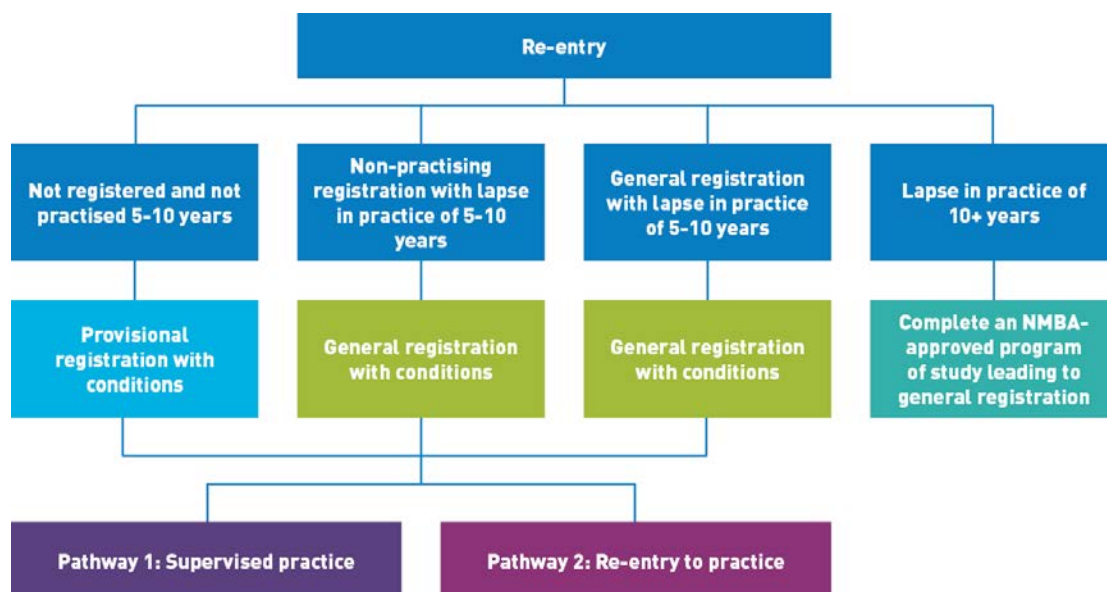 Re-entry
Not registered and not
practised 5-10 years
Non-practising
registration with lapse
in practice of 5-10
years
General registration
with lapse in practice
of 5-10 years
Lapse in practice of
10+ years
Provisional
registration with
conditions
General registration
with conditions
General registration
with conditions
Complete an NMBA-
approved program
of study leading to
general registration
Pathway 1: Supervised practice
Pathway 2: Re-entry to practice